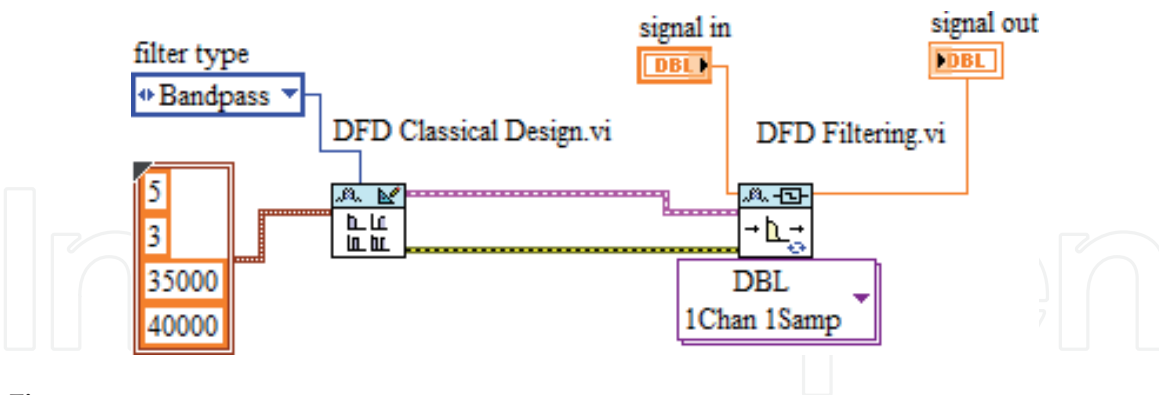 signal in
signal out
filter type
DBL
DBL
Bandpass
DFD Classical Design.vi
DFD Filtering.vi
5
3
35000
40000
DBL
1Chan 1Samp